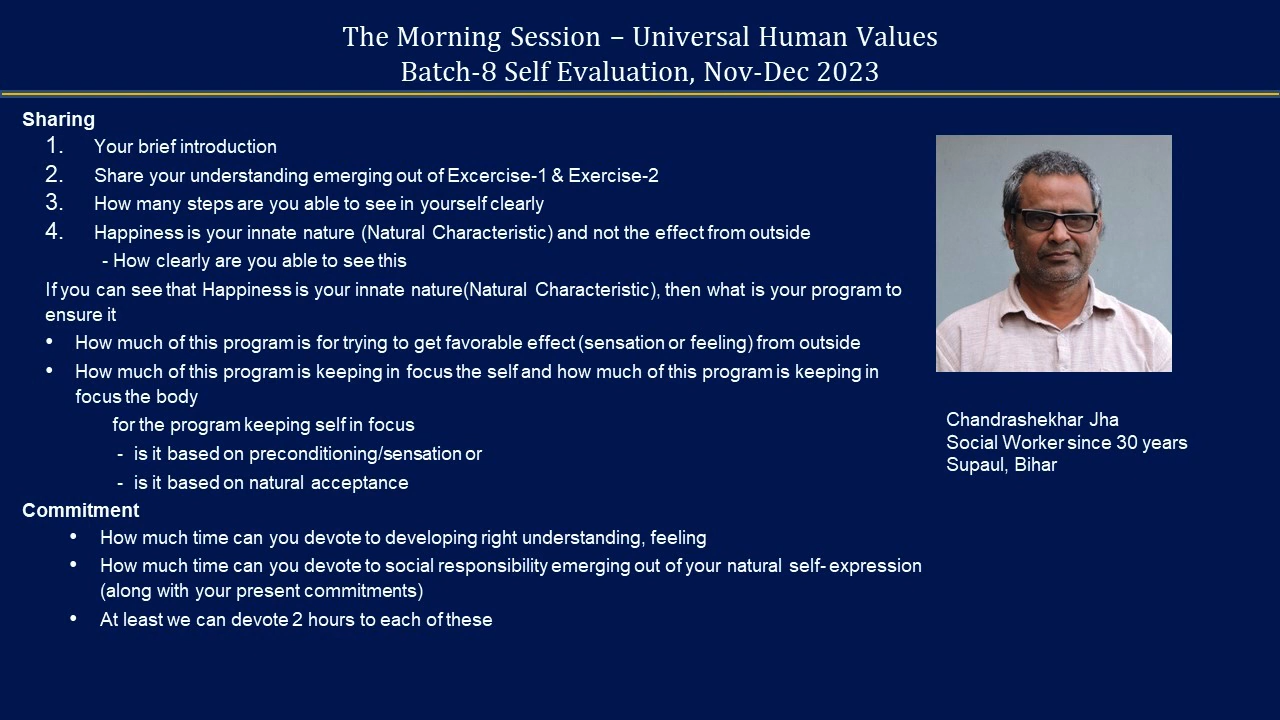 The Morning Session – Universal Human Values
Batch-8 Self Evaluation, Nov-Dec 2023
Sharing
1. Your brief introduction
2. Share your understanding emerging out of Excercise-1 & Exercise-2
3. How many steps are you able to see in yourself clearly
4. Happiness is your innate nature (Natural Characteristic) and not the effect from outside
- How clearly are you able to see this
If you can see that Happiness is your innate nature(Natural Characteristic), then what is your program to
ensure it
• How much of this program is for trying to get favorable effect (sensation or feeling) from outside
• How much of this program is keeping in focus the self and how much of this program is keeping in
focus the body
for the program keeping self in focus
- is it based on preconditioning/sensation or
- is it based on natural acceptance
Commitment
• How much time can you devote to developing right understanding, feeling
• How much time can you devote to social responsibility emerging out of your natural self- expression
(along with your present commitments)
• At least we can devote 2 hours to each of these
Chandrashekhar Jha
Social Worker since 30 years
Supaul, Bihar